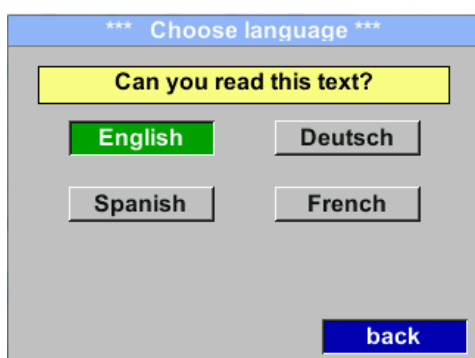 *** Choose language ***
Can you read this text?
English Deutsch
Spanish French
back